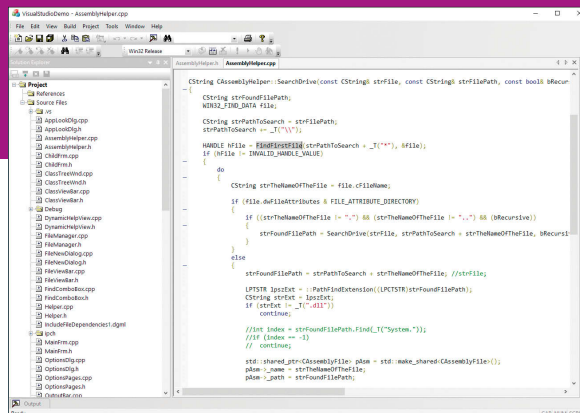 VisualStudioDemo - AssemblyHelper.cpp
File Edit View Build Project Tools Window Help
Win32 Release
Solution Explorer
AssemblyHelper.h AssemblyHelper.cpp
Project
References
Source Files
.vs
AppLookDlg.cpp
AppLookDlg.h
AssemblyHelper.cpp
AssemblyHelper.h
ChildFrm.cpp
ChildFrm.h
ClassTreeWnd.cpp
ClassTreeWnd.h
ClassViewBar.cpp
ClassViewBar.h
Debug
DynamicHelpView.cpp
DynamicHelpView.h
FileManager.cpp
FileManager.h
FileNewDialog.cpp
FileNewDialog.h
FileViewBar.cpp
FileViewBar.h
FindComboBox.cpp
FindComboBox.h
Helper.cpp
Helper.h
IncludeFileDependencies1.dgml
ipch
MainFrm.cpp
MainFrm.h
OptionsDlg.cpp
OptionsDlg.h
OptionsPages.cpp
OptionsPages.h
OutputBar.cpp
CString CAssemblyHelper::SearchDrive(const CString& strFile, const CString& strFilePath, const bool& bRecur
{
CString strFoundFilePath;
WIN32_FIND_DATA file;
CString strPathToSearch = strFilePath;
strPathToSearch += _T("\\");
HANDLE hFile = FindFirstFile(strPathToSearch + _T("*"), &file);
if (hFile != INVALID_HANDLE_VALUE)
{
do
{
CString strTheNameOfTheFile = file.cFileName;
if (file.dwFileAttributes & FILE_ATTRIBUTE_DIRECTORY)
{
if ((strTheNameOfTheFile != ".") && (strTheNameOfTheFile != "..") && (bRecursive))
{
strFoundFilePath = SearchDrive(strFile, strPathToSearch + strTheNameOfTheFile, bRecursi
}
}
else
{
strFoundFilePath = strPathToSearch + strTheNameOfTheFile; //strFile;
LPTSTR lpszExt = ::PathFindExtension((LPCTSTR)strFoundFilePath);
CString strExt = lpszExt;
if (strExt != _T(".dll"))
continue;
//int index = strFoundFilePath.Find(_T("System."));
//if (index == -1)
// continue;
std::shared_ptr<CAssemblyFile> pAsm = std::make_shared<CAssemblyFile>();
pAsm->_name = strTheNameOfTheFile;
pAsm->_path = strFoundFilePath;
Output